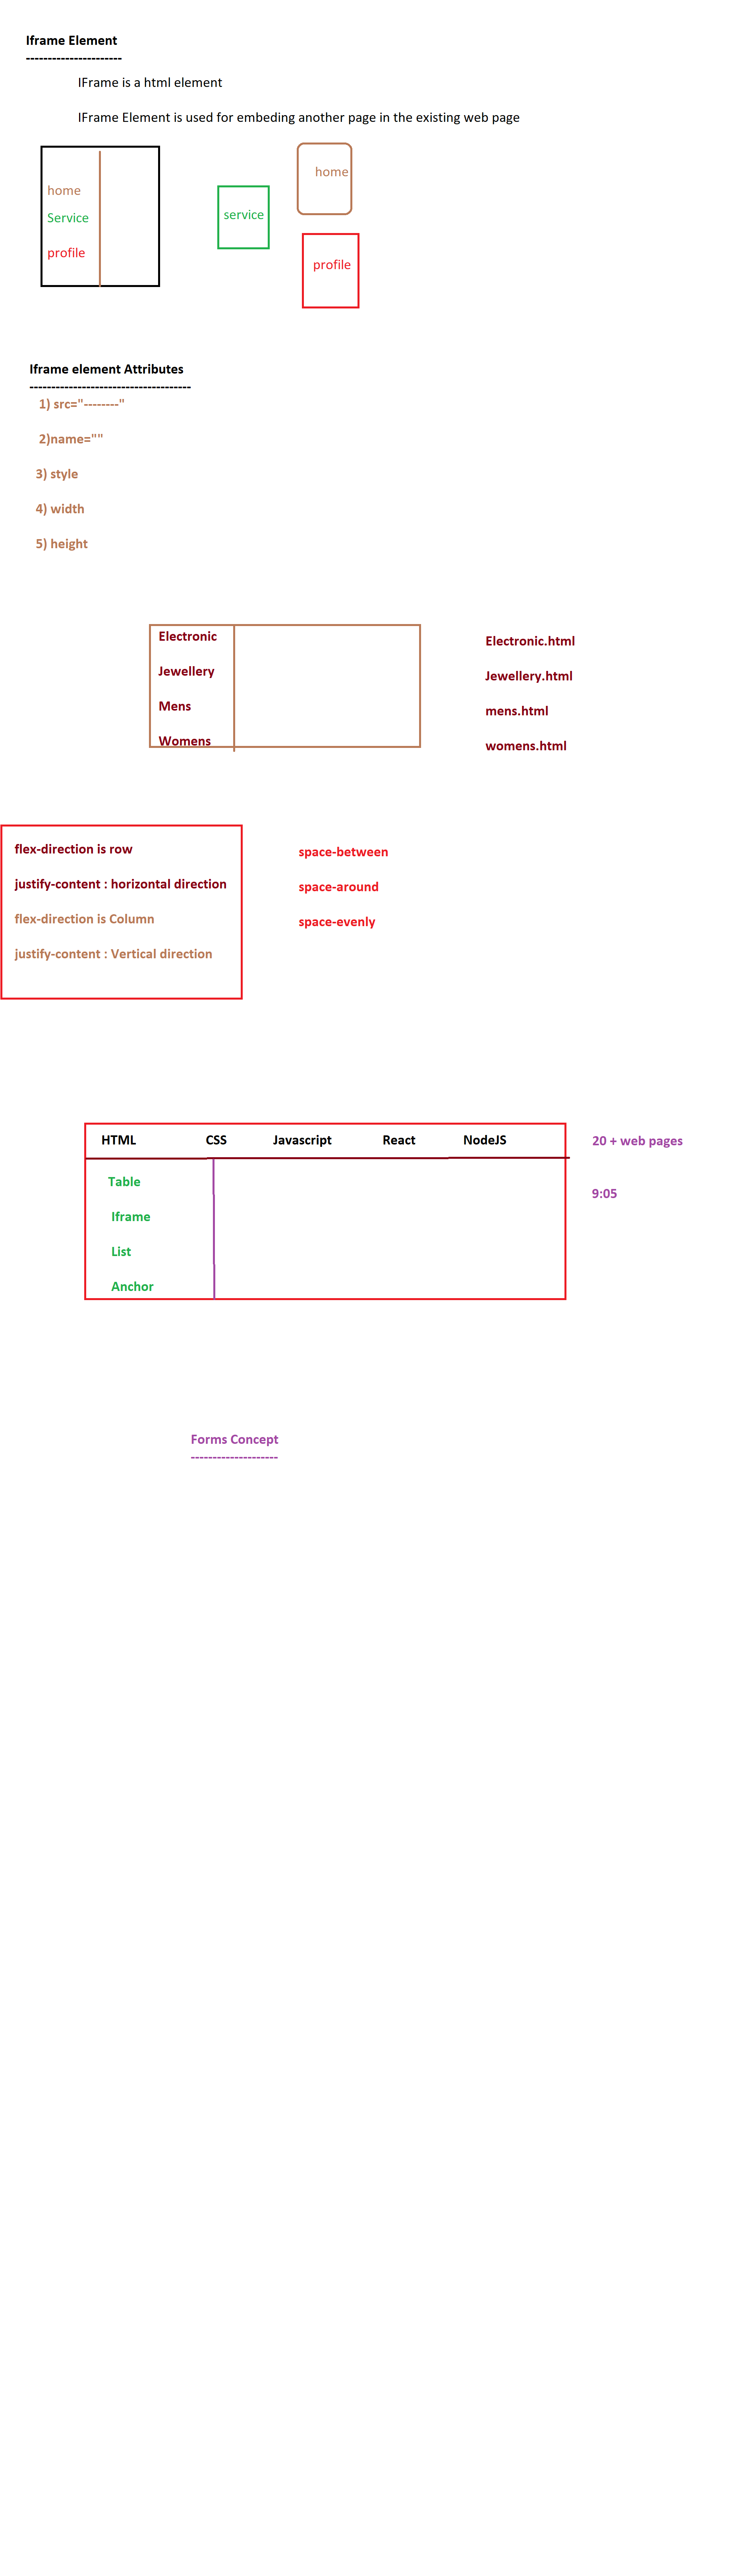 Iframe Element
----------------------
IFrame is a html element
IFrame Element is used for embeding another page in the existing web page
home
Service
profile
service
home
profile
Iframe element Attributes
-------------------------------------
1) src="--------"
2)name=""
3) style
4) width
5) height
Electronic
Jewellery
Mens
Womens
Electronic.html
Jewellery.html
mens.html
womens.html
flex-direction is row
justify-content : horizontal direction
flex-direction is Column
justify-content : Vertical direction
space-between
space-around
space-evenly
HTML CSS Javascript React NodeJS
20 + web pages
9:05
Table
Iframe
List
Anchor
Forms Concept
--------------------